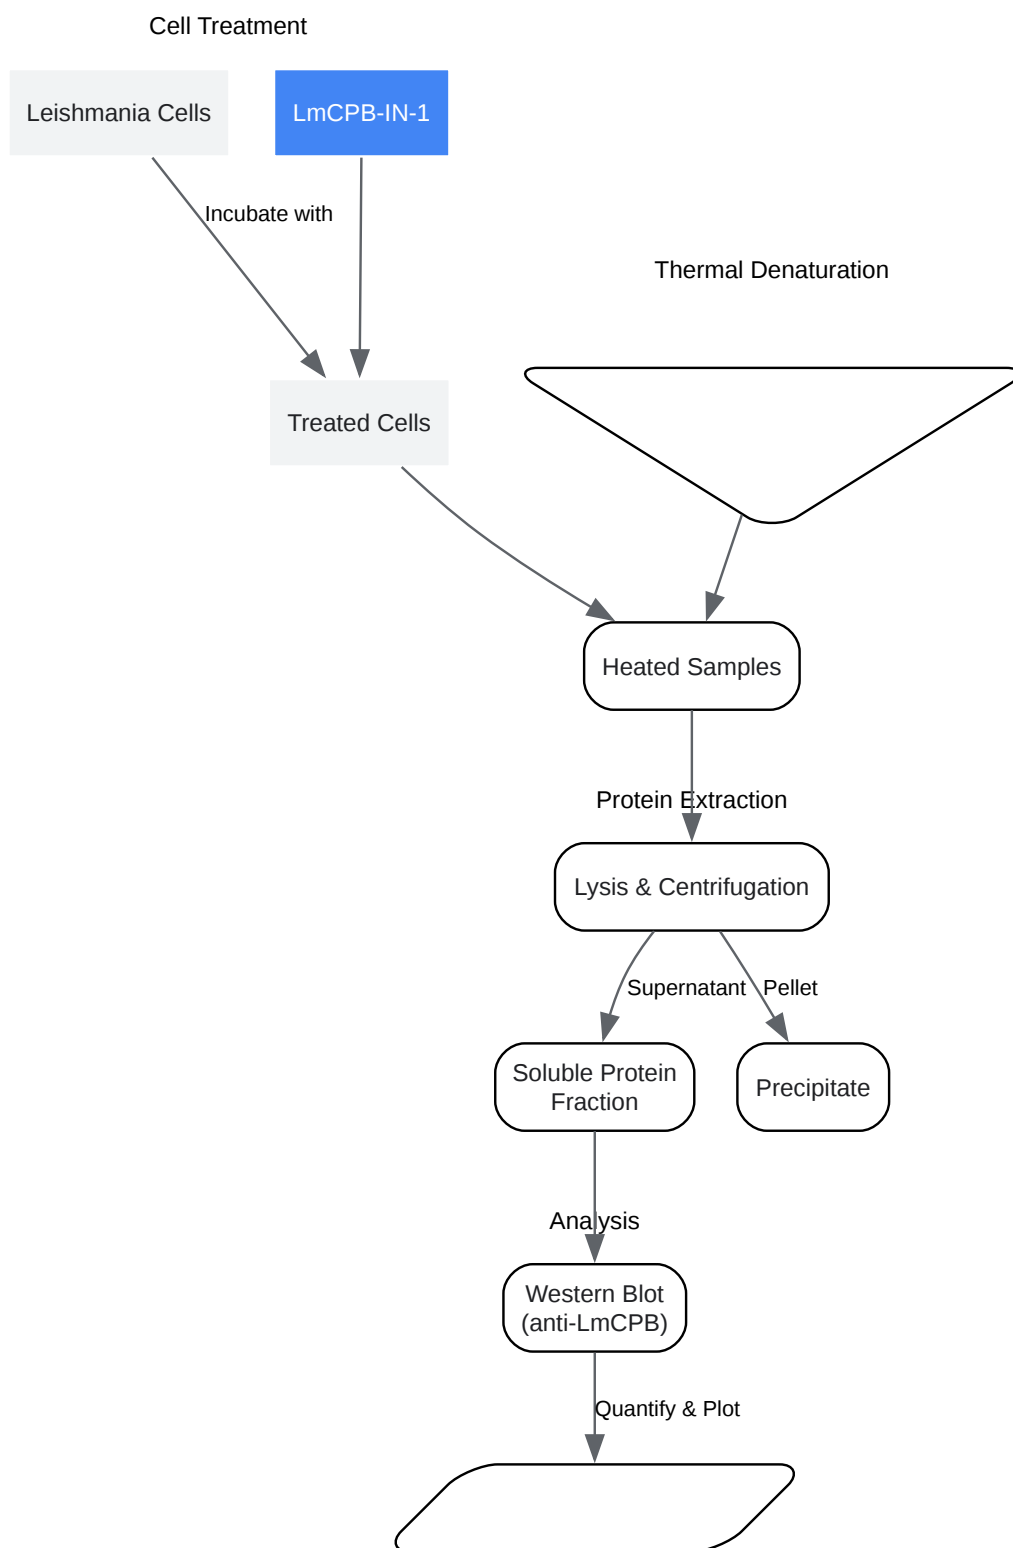 Cell Treatment
Leishmania Cells
LmCPB-IN-1
Incubate with
Thermal Denaturation
Treated Cells
Heated Samples
Protein Extraction
Lysis & Centrifugation
Supernatant
Pellet
Soluble Protein
Fraction
Precipitate
Analysis
Western Blot
(anti-LmCPB)
Quantify & Plot